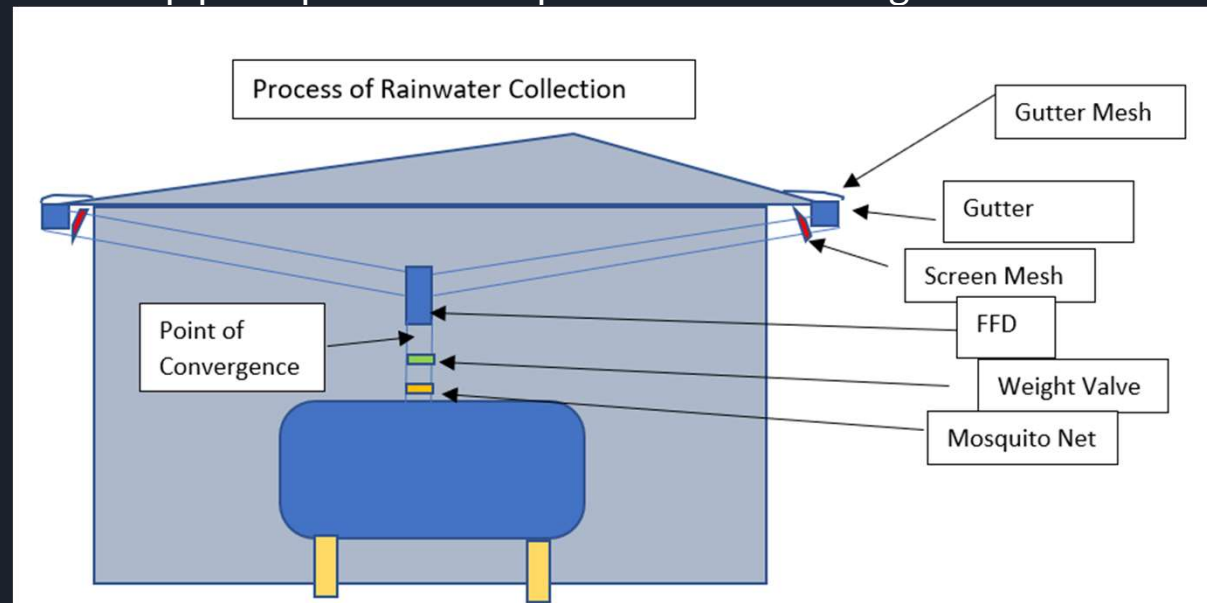 Process of Rainwater Collection
Gutter Mesh
Gutter
Screen Mesh
FFD
Point of
Convergence
Weight Valve
Mosquito Net